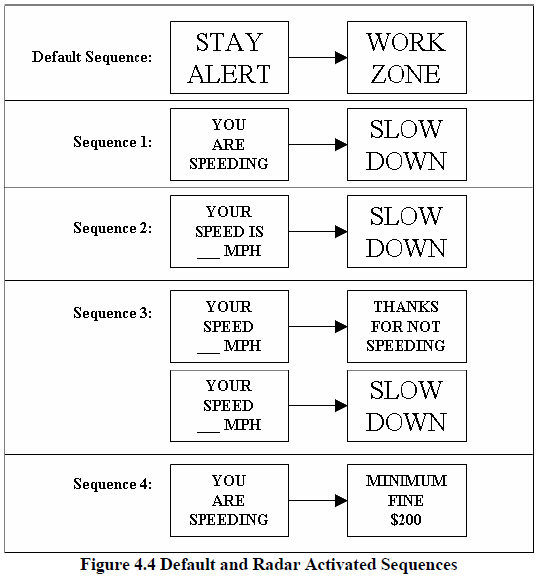 Default Sequence:
STAY
ALERT
WORK
ZONE
Sequence 1:
YOU
ARE
SPEEDING
SLOW
DOWN
Sequence 2:
YOUR
SPEED IS
___ MPH
SLOW
DOWN
Sequence 3:
YOUR
SPEED
___ MPH
THANKS
FOR NOT
SPEEDING
YOUR
SPEED
___ MPH
SLOW
DOWN
Sequence 4:
YOU
ARE
SPEEDING
MINIMUM
FINE
$200
Figure 4.4 Default and Radar Activated Sequences